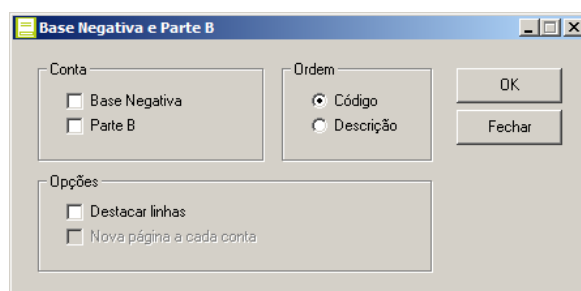 Base Negativa e Parte B
Conta
Base Negativa
Parte B
Ordem
Código
Descrição
OK
Fechar
Opções
Destacar linhas
Nova página a cada conta